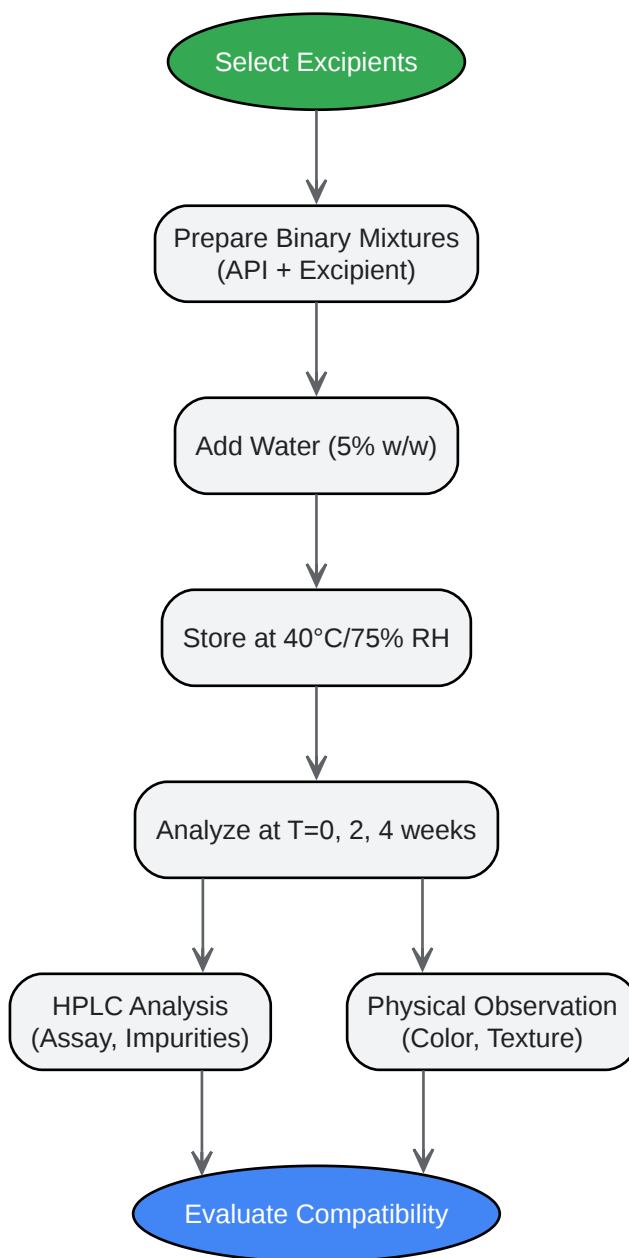 Select Excipients
Prepare Binary Mixtures
(API + Excipient)
Add Water (5% w/w)
Store at 40°C/75% RH
Analyze at T=0, 2, 4 weeks
HPLC Analysis
(Assay, Impurities)
Physical Observation
(Color, Texture)
Evaluate Compatibility